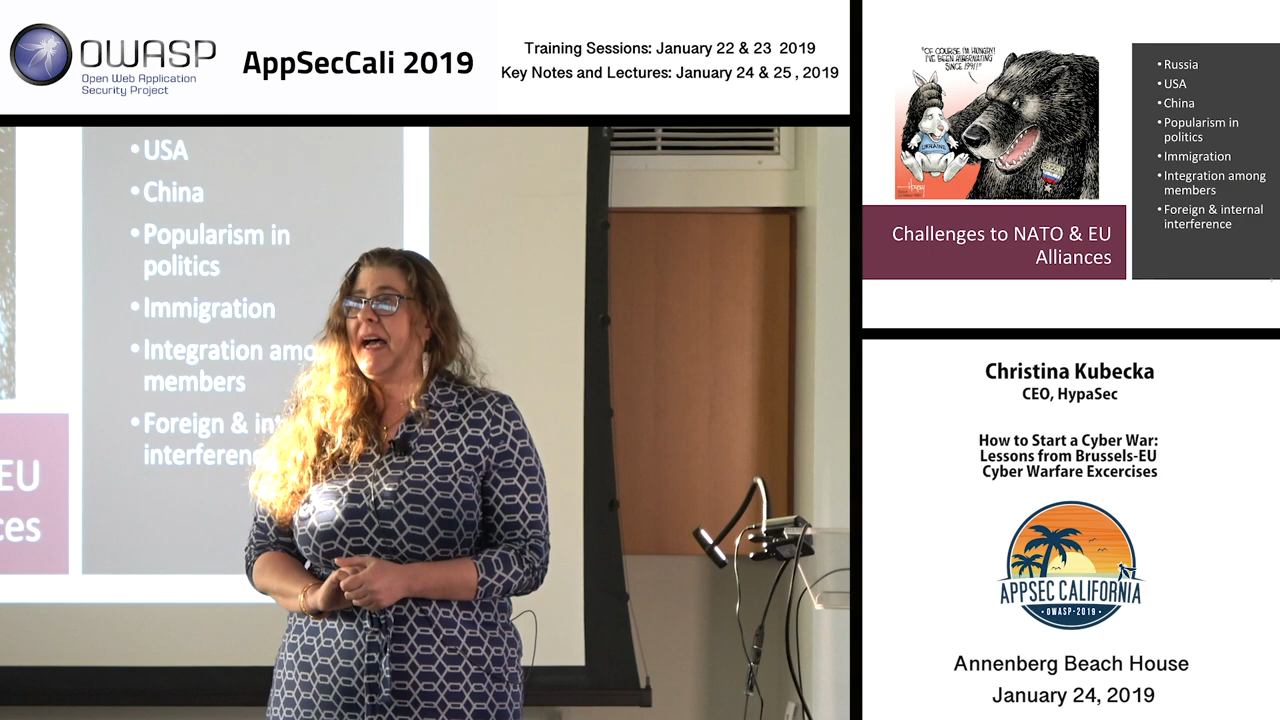 OWASP
Open Web Application
Security Project
AppSecCali 2019
Training Sessions: January 22 & 23 2019
Key Notes and Lectures: January 24 & 25 , 2019
• USA
• China
• Popularism in
politics
• Immigration
• Integration amo
members
• Foreign & int
interferenc
EU
ces
"OF COURSE I'M HUNGRY!
I'VE BEEN HIBERNATING
SINCE 1991!"
UKRAINE
Challenges to NATO & EU
Alliances
• Russia
• USA
• China
• Popularism in
politics
• Immigration
• Integration among
members
• Foreign & internal
interference
Christina Kubecka
CEO, HypaSec
How to Start a Cyber War:
Lessons from Brussels-EU
Cyber Warfare Excercises
APPSEC CALIFORNIA
• OWASP-2019 •
Annenberg Beach House
January 24, 2019